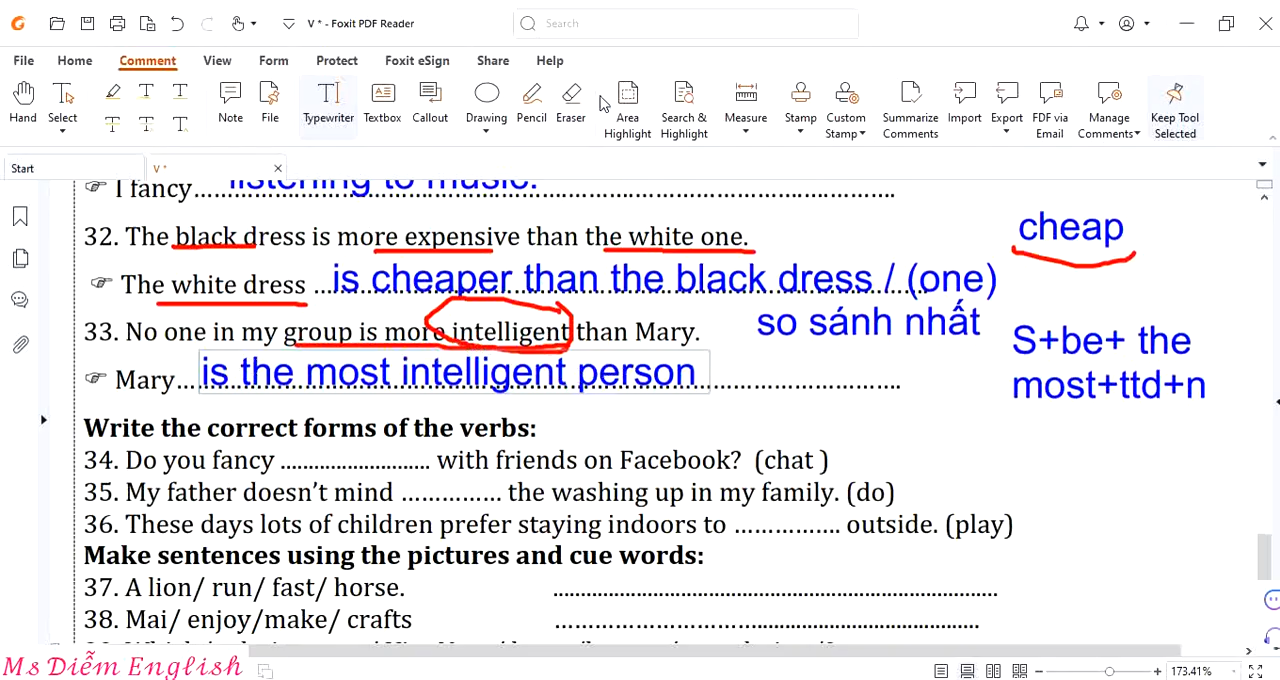 V * - Foxit PDF Reader
Search
File Home Comment View Form Protect Foxit eSign Share Help
Hand Select Note File Typewriter Textbox Callout Drawing Pencil Eraser Area Highlight Search & Highlight Measure Stamp Custom Stamp Summarize Comments Import Export FDF via Email Manage Comments Keep Tool Selected
Start V *
I fancy……listening to music.……
32. The black dress is more expensive than the white one.
cheap
The white dress ……is cheaper than the black dress / (one)
33. No one in my group is more intelligent than Mary.
so sánh nhất
S+be+ the
most+ttd+n
Mary…is the most intelligent person……
Write the correct forms of the verbs:
34. Do you fancy ........................... with friends on Facebook? (chat )
35. My father doesn’t mind …………… the washing up in my family. (do)
36. These days lots of children prefer staying indoors to ……………. outside. (play)
Make sentences using the pictures and cue words:
37. A lion/ run/ fast/ horse. ................................................................................
38. Mai/ enjoy/make/ crafts ………………………...........................................
Ms Diễm English
173.41%